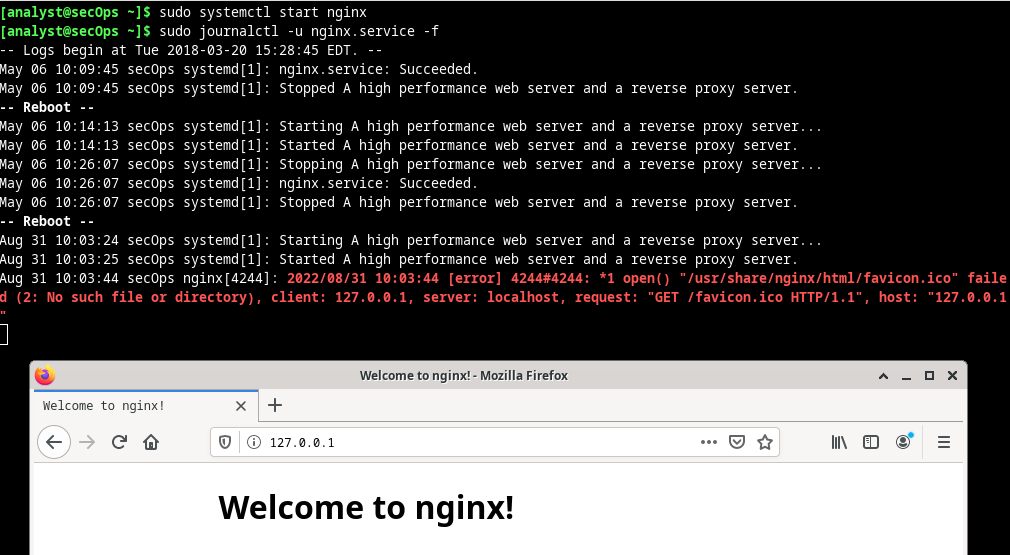 [analyst@secOps ~]$ sudo systemctl start nginx
[analyst@secOps ~]$ sudo journalctl -u nginx.service -f
-- Logs begin at Tue 2018-03-20 15:28:45 EDT. --
May 06 10:09:45 secOps systemd[1]: nginx.service: Succeeded.
May 06 10:09:45 secOps systemd[1]: Stopped A high performance web server and a reverse proxy server.
-- Reboot --
May 06 10:14:13 secOps systemd[1]: Starting A high performance web server and a reverse proxy server...
May 06 10:14:13 secOps systemd[1]: Started A high performance web server and a reverse proxy server.
May 06 10:26:07 secOps systemd[1]: Stopping A high performance web server and a reverse proxy server...
May 06 10:26:07 secOps systemd[1]: nginx.service: Succeeded.
May 06 10:26:07 secOps systemd[1]: Stopped A high performance web server and a reverse proxy server.
-- Reboot --
Aug 31 10:03:24 secOps systemd[1]: Starting A high performance web server and a reverse proxy server...
Aug 31 10:03:25 secOps systemd[1]: Started A high performance web server and a reverse proxy server.
Aug 31 10:03:44 secOps nginx[4244]: 2022/08/31 10:03:44 [error] 4244#4244: *1 open() "/usr/share/nginx/html/favicon.ico" faile
d (2: No such file or directory), client: 127.0.0.1, server: localhost, request: "GET /favicon.ico HTTP/1.1", host: "127.0.0.1
"
Welcome to nginx! - Mozilla Firefox
Welcome to nginx!
127.0.0.1
Welcome to nginx!